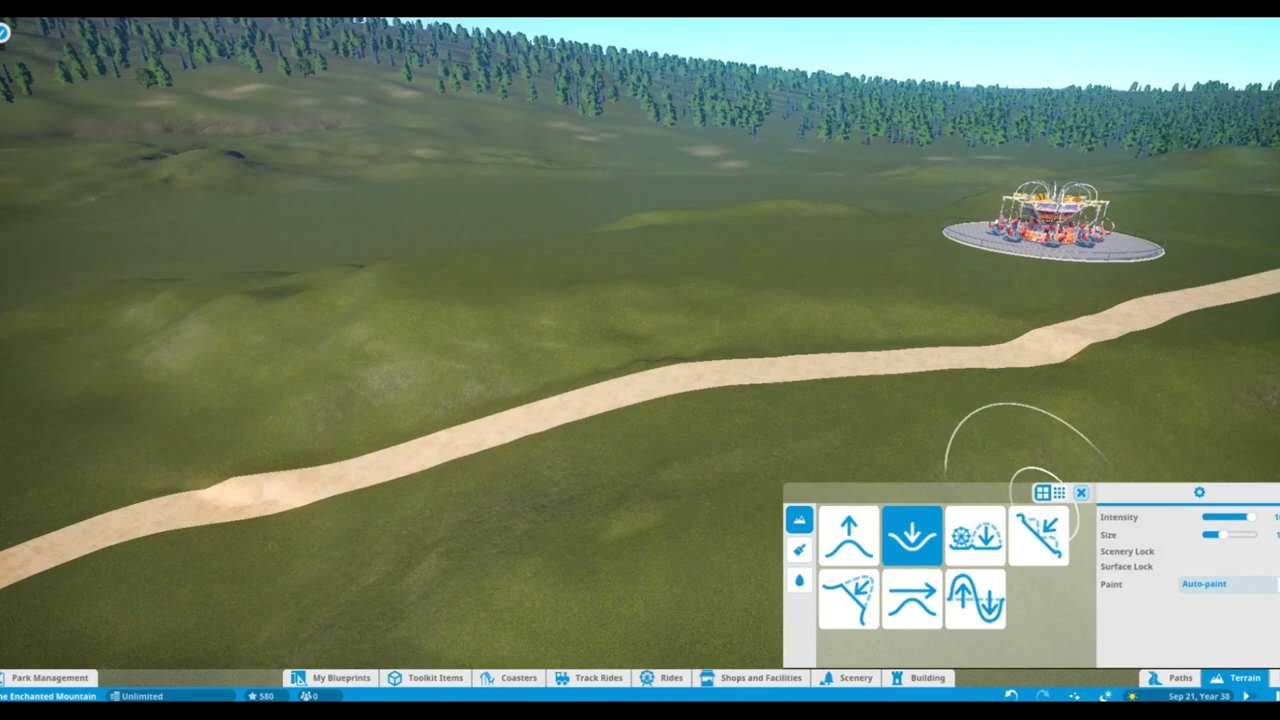 Intensity
Size
Scenery Lock
Surface Lock
Paint Auto-paint
Park Management My Blueprints Toolkit Items Coasters Track Rides Rides Shops and Facilities Scenery Building Paths Terrain
he Enchanted Mountain Unlimited 580 0 Sep 21, Year 38